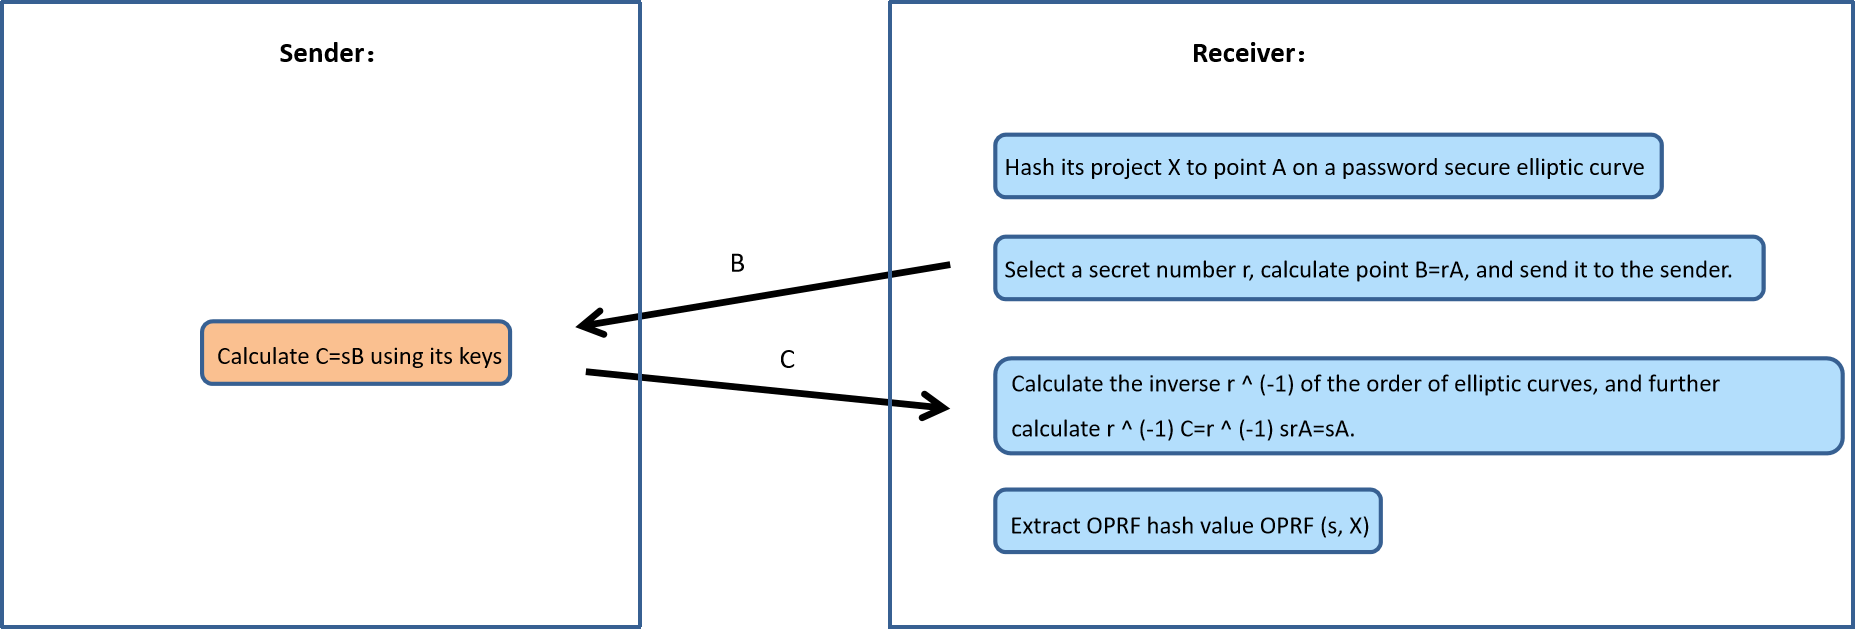 Sender：
Receiver：
Hash its project X to point A on a password secure elliptic curve
B
Select a secret number r, calculate point B=rA, and send it to the sender.
Calculate C=sB using its keys
C
Calculate the inverse r ^ (-1) of the order of elliptic curves, and further
calculate r ^ (-1) C=r ^ (-1) srA=sA.
Extract OPRF hash value OPRF (s, X)